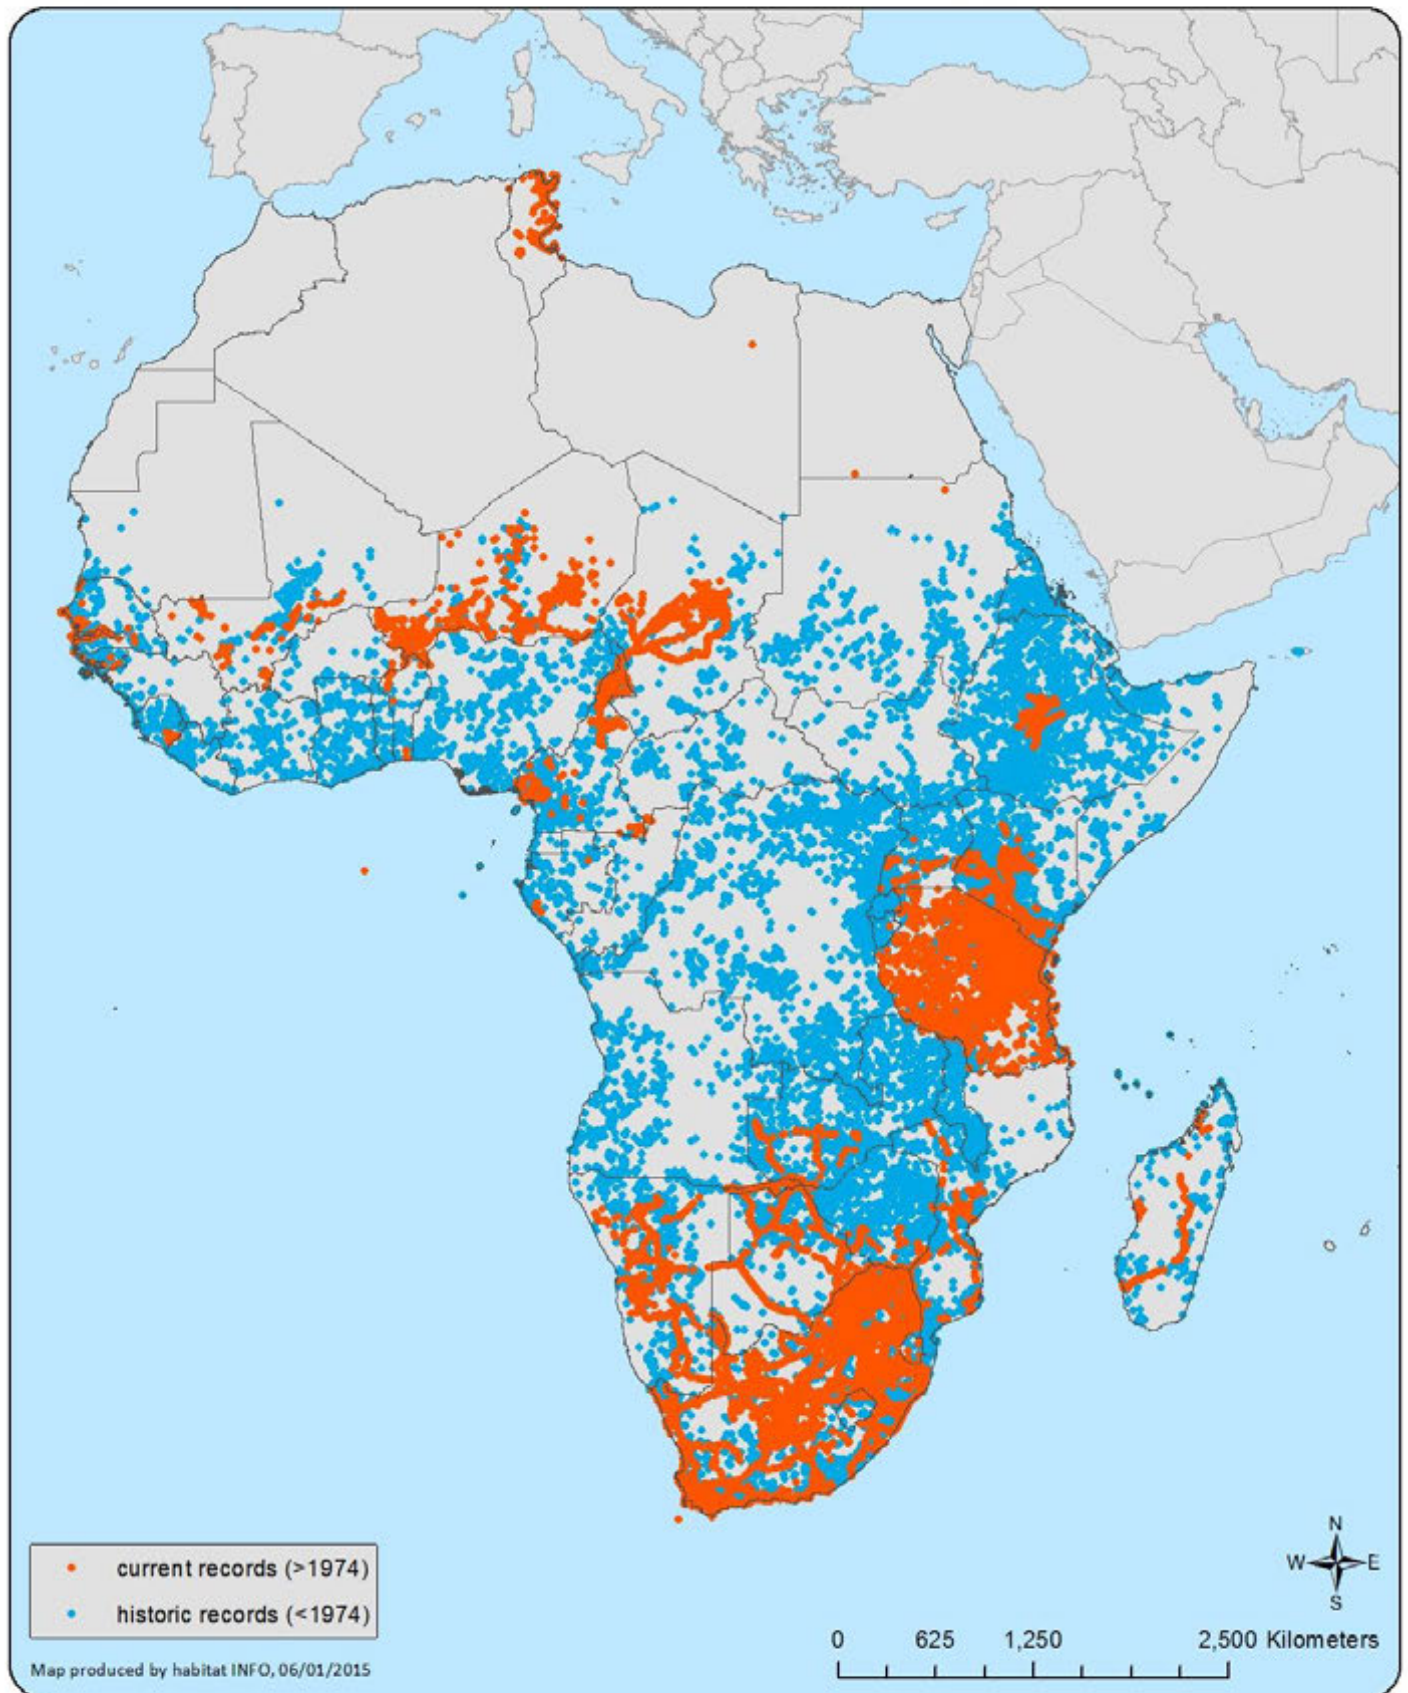 current records (>1974)
historic records (<1974)
Map produced by habitat INFO, 06/01/2015
N
W E
S
0 625 1,250 2,500 Kilometers